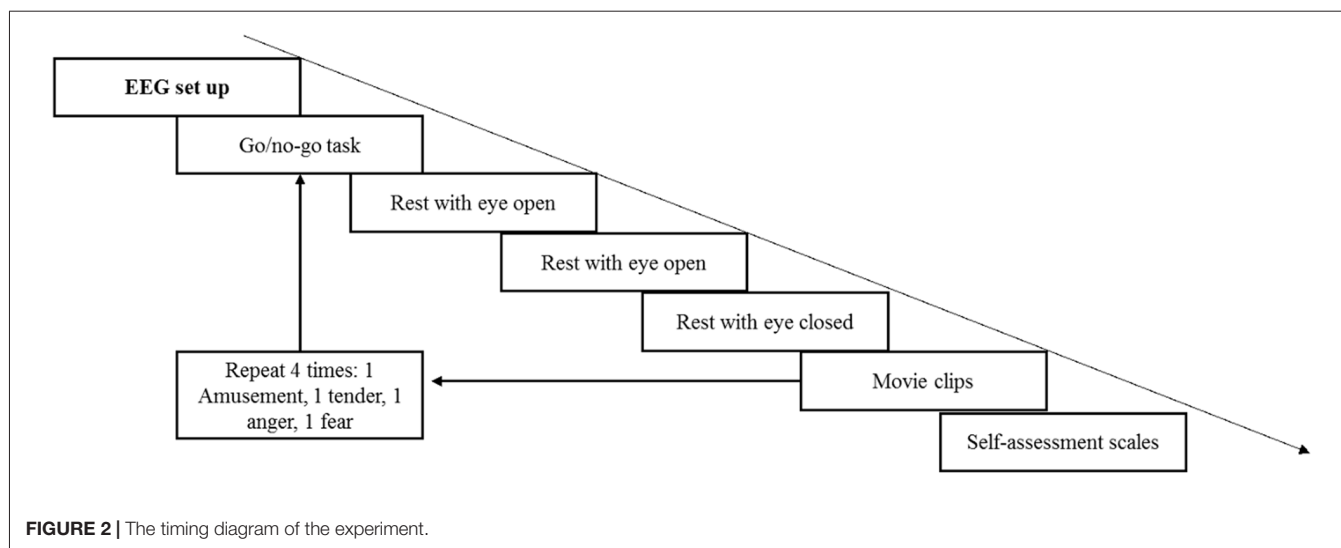 EEG set up
Go/no-go task
Rest with eye open
Rest with eye open
Rest with eye closed
Repeat 4 times: 1
Amusement, 1 tender, 1
anger, 1 fear
Movie clips
Self-assessment scales
FIGURE 2 | The timing diagram of the experiment.